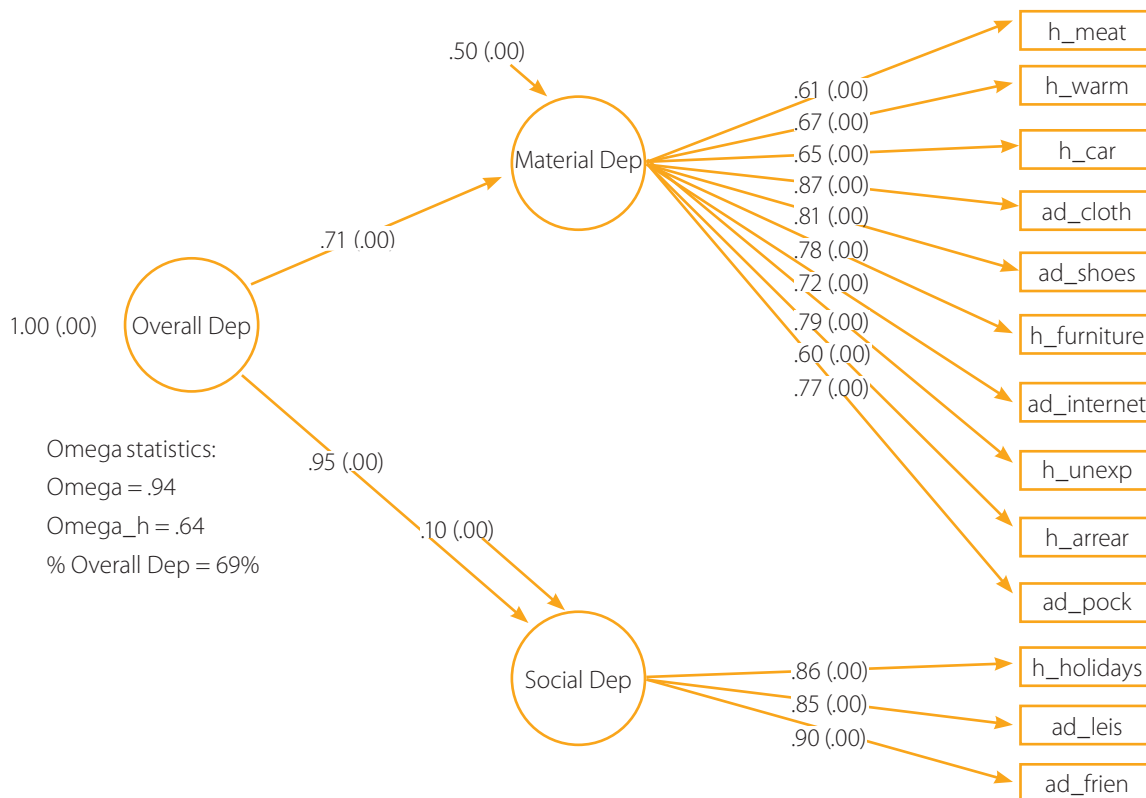 .50 (.00)
Material Dep
.71 (.00)
1.00 (.00)
Overall Dep
Omega statistics:
Omega = .94
Omega_h = .64
% Overall Dep = 69%
.95 (.00)
.10 (.00)
Social Dep
.61 (.00)
.67 (.00)
.65 (.00)
.87 (.00)
.81 (.00)
.78 (.00)
.72 (.00)
.79 (.00)
.60 (.00)
.77 (.00)
.86 (.00)
.85 (.00)
.90 (.00)
h_meat
h_warm
h_car
ad_cloth
ad_shoes
h_furniture
ad_internet
h_unexp
h_arrear
ad_pock
h_holidays
ad_leis
ad_frien